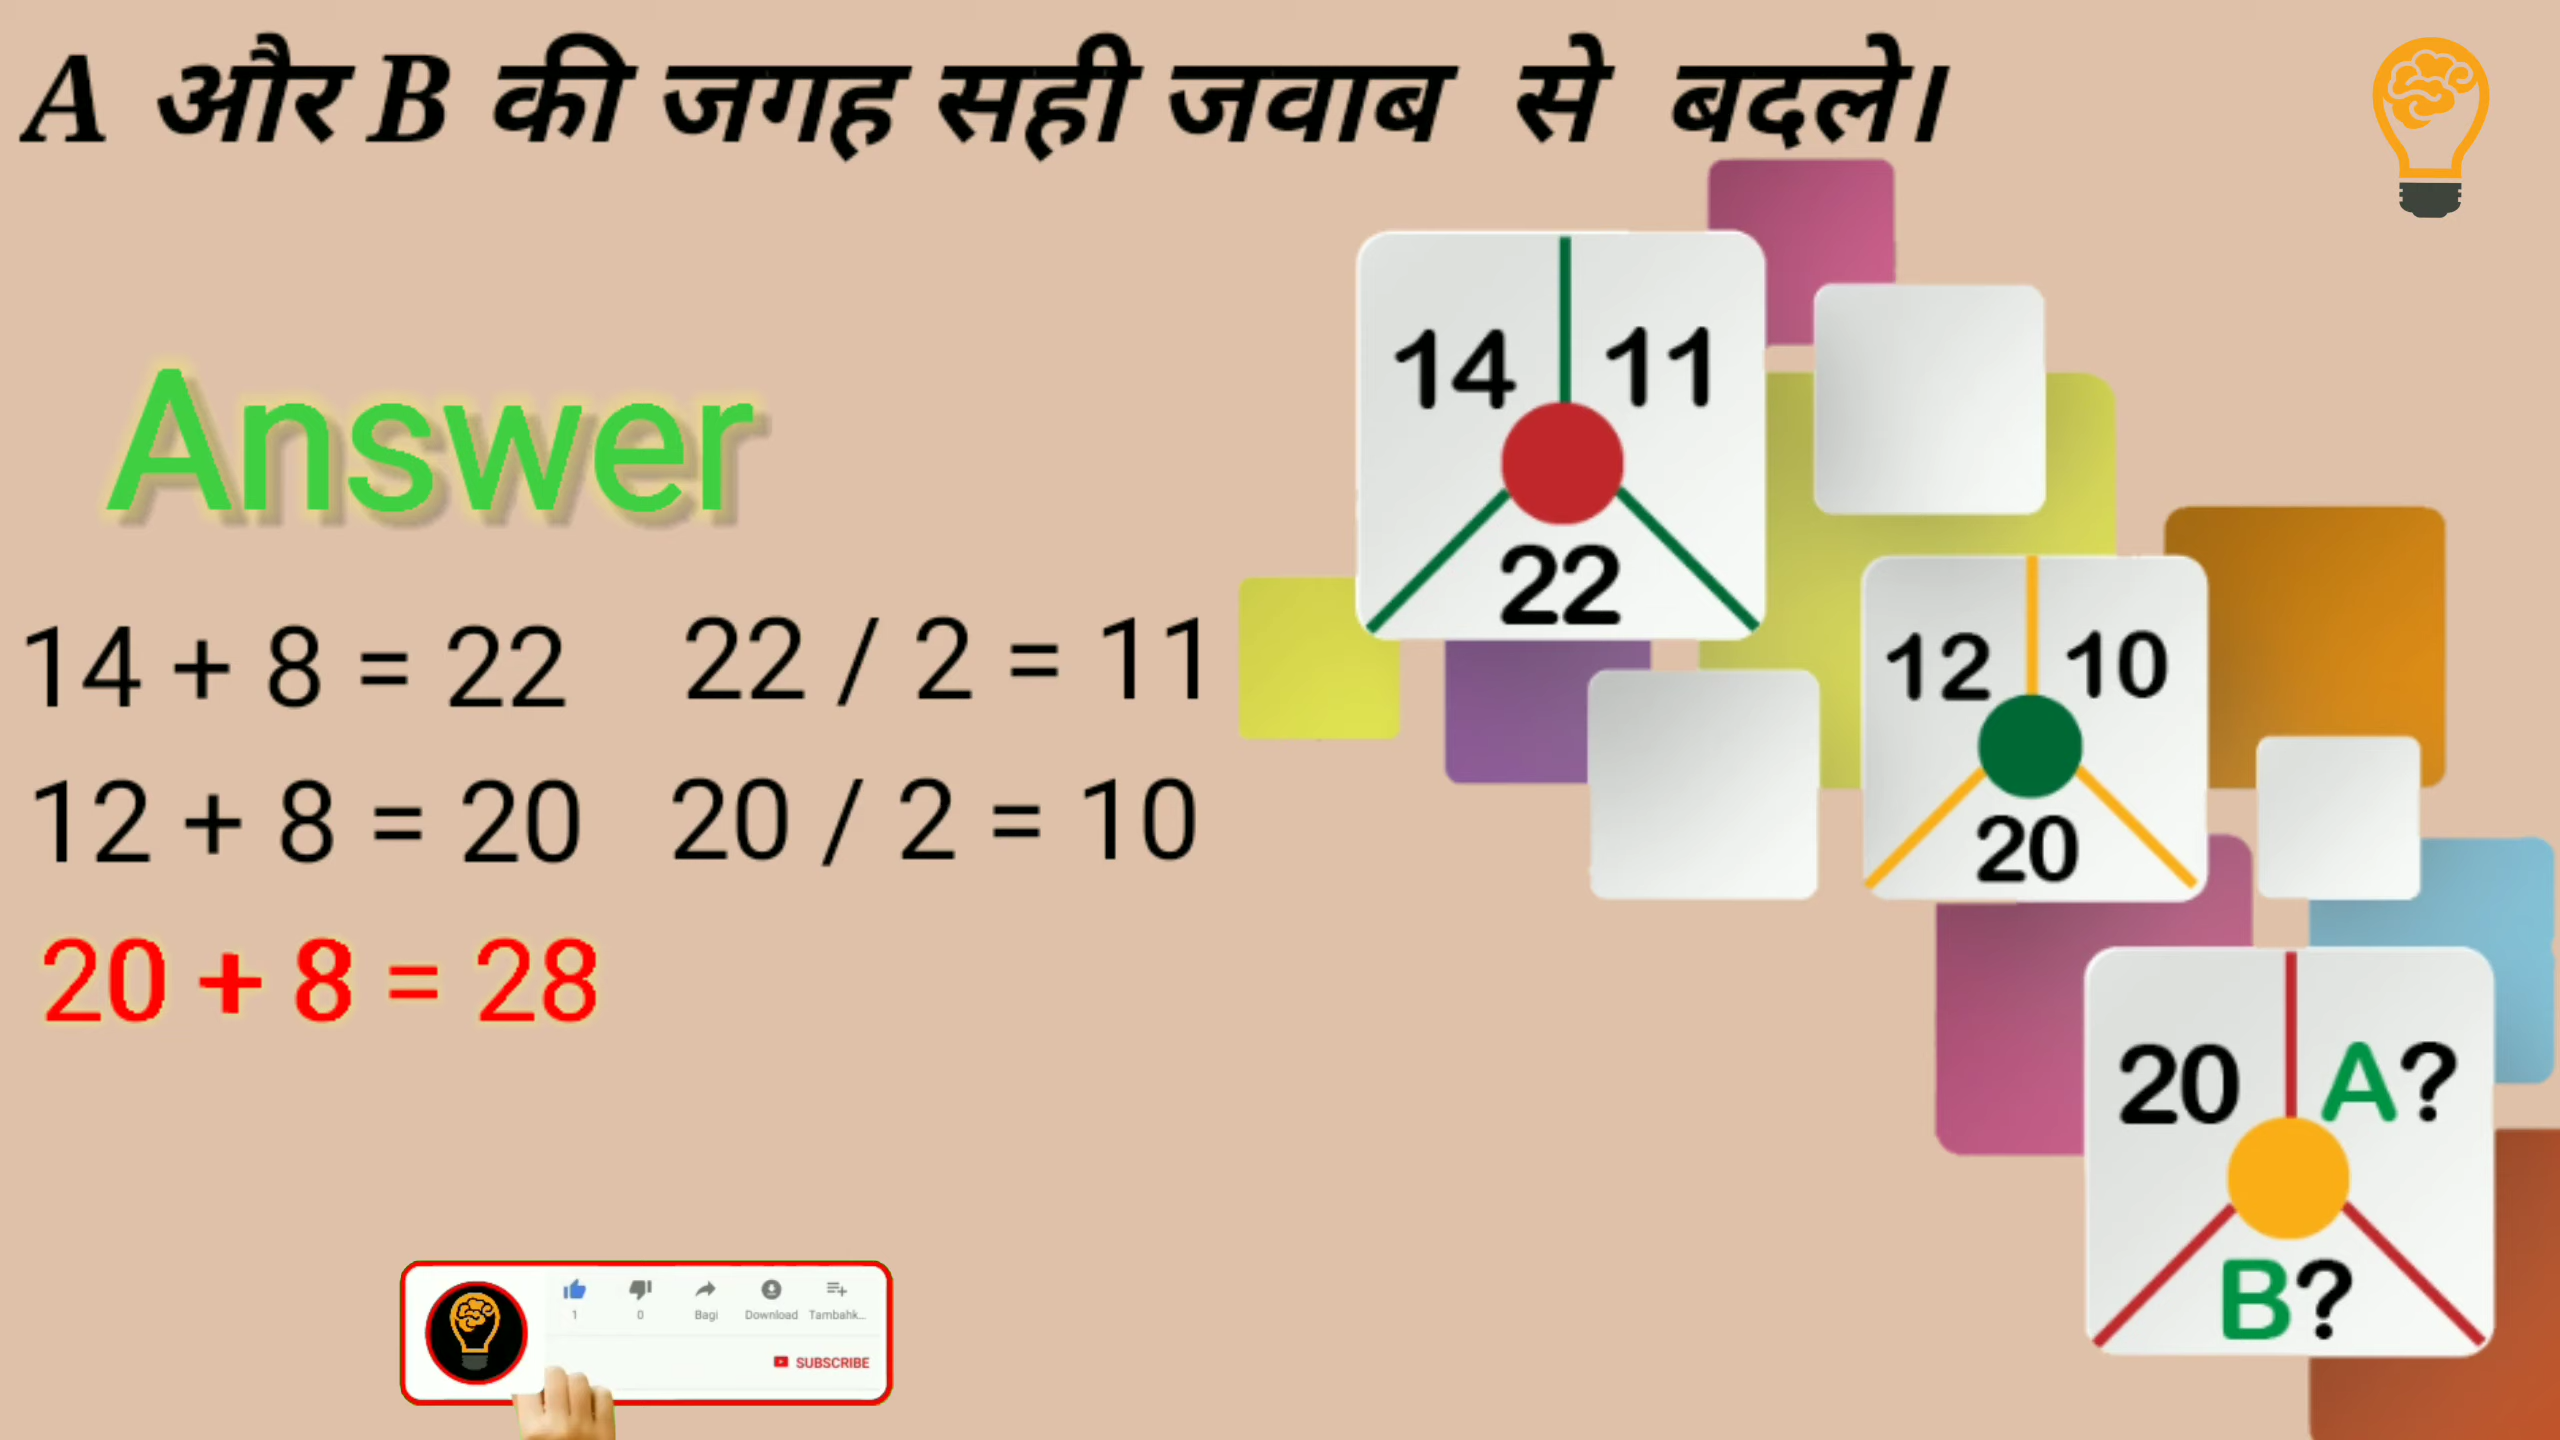 A और B की जगह सही जवाब से बदले।
Answer
14 + 8 = 22
22 / 2 = 11
12 + 8 = 20
20 / 2 = 10
20 + 8 = 28
14 11
22
12 10
20
20 A?
B?
1 0 Bagi Download Tambahk...
SUBSCRIBE